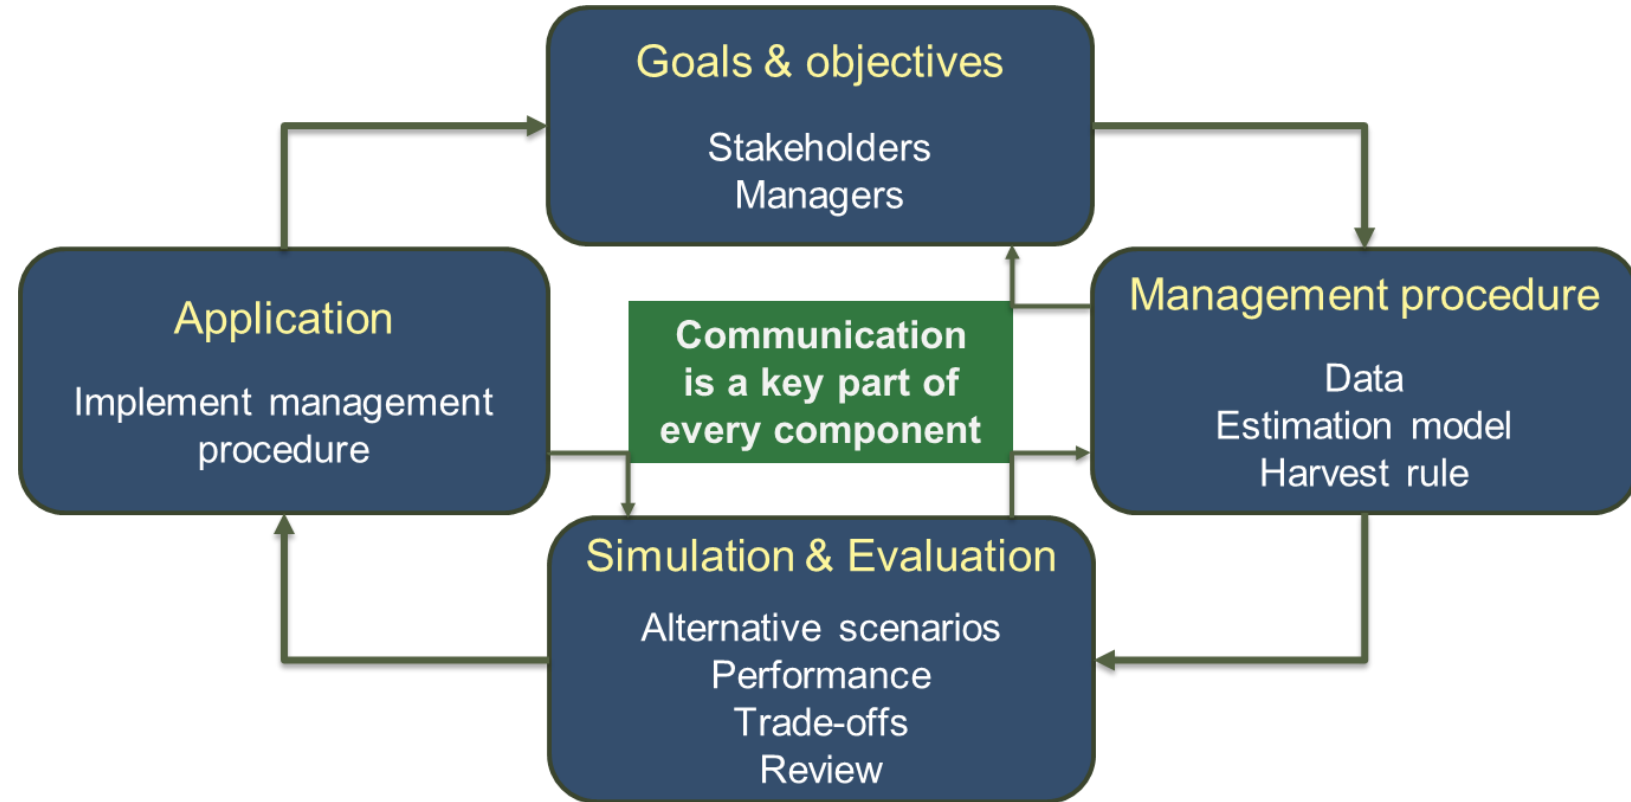 Goals & objectives
Stakeholders
Managers
Application
Implement management
procedure
Communication
is a key part of
every component
Management procedure
Data
Estimation model
Harvest rule
Simulation & Evaluation
Alternative scenarios
Performance
Trade-offs
Review